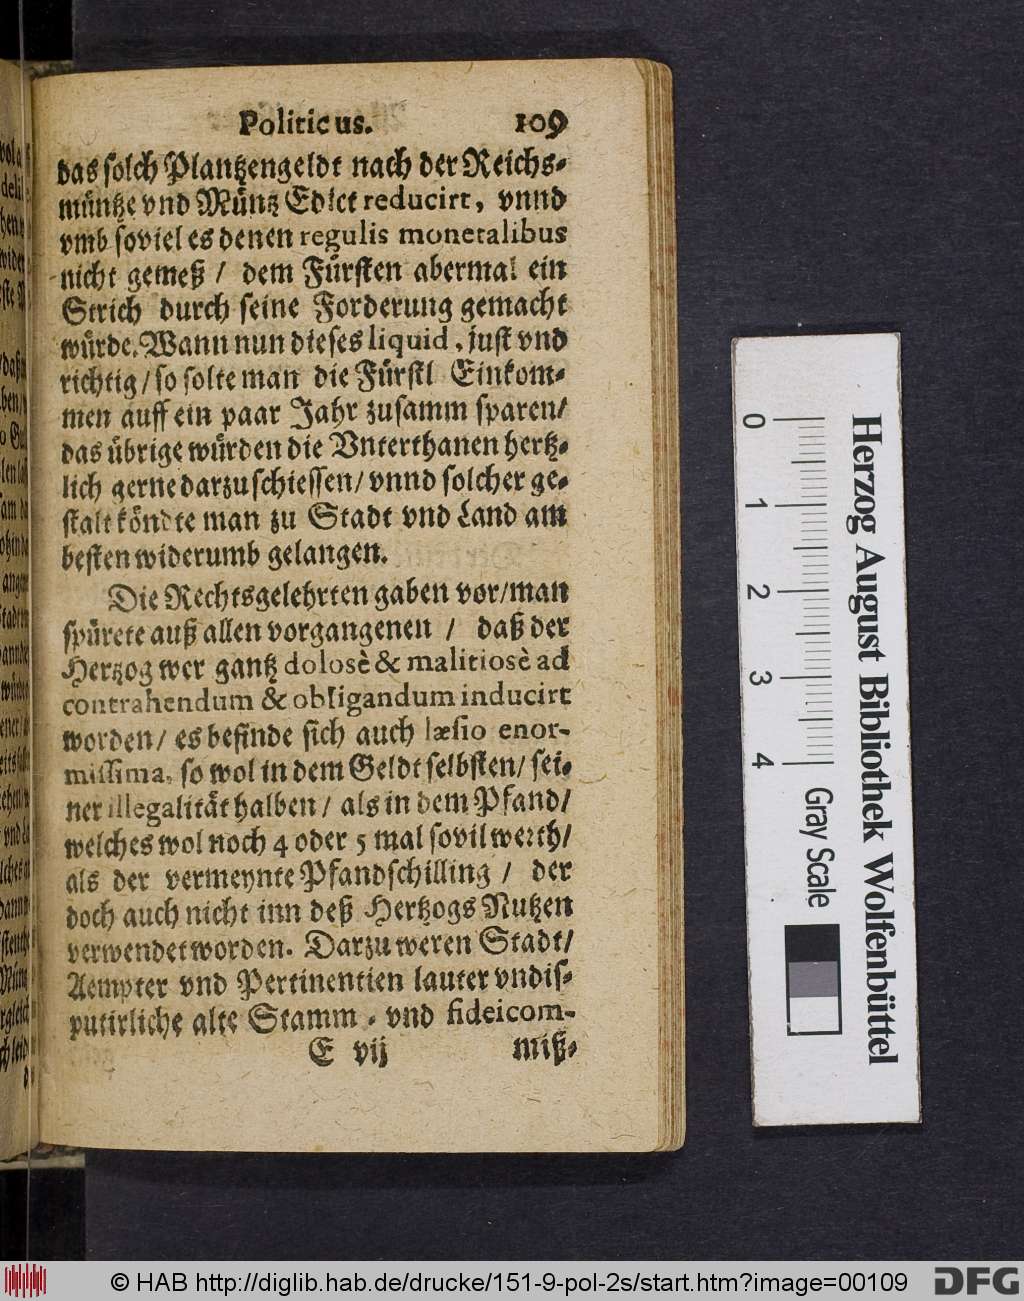 Politicus. 109
das solch Plantzengeldt nach der Reichs-
müntze vnd Müntz Edict reducirt, vnnd
vmb soviel es denen regulis monetalibus
nicht gemeß / dem Fürsten abermal ein
Strich durch seine Forderung gemacht
würde. Wann nun dieses liquid, just vnd
richtig / so solte man die Fürstl Einkom-
men auff ein paar Jahr zusamm sparen/
das übrige würden die Vnterthanen hertz-
lich gerne darzu schiessen/ vnnd solcher ge-
stalt köndte man zu Stadt vnd Land am
besten widerumb gelangen.
Die Rechtsgelehrten gaben vor/ man
spürete auß allen vorgangenen / daß der
Hertzog wer gantz dolosè & malitiosè ad
contrahendum & obligandum inducirt
worden/ es befinde sich auch læsio enor-
missima, so wol in dem Geldt selbsten/ sei-
ner illegalitåt halben / als in dem Pfand/
welches wol noch 4 oder 5 mal sovil werth/
als der vermeynte Pfandschilling / der
doch auch nicht inn deß Hertzogs Nutzen
verwendet worden. Darzu weren Stadt/
Aempter vnd Pertinentien lauter vndis-
putirliche alte Stamm- vnd fideicom-
E vij miß-
0 1 2 3 4
Herzog August Bibliothek Wolfenbüttel
Gray Scale
© HAB http://diglib.hab.de/drucke/151-9-pol-2s/start.htm?image=00109
DFG